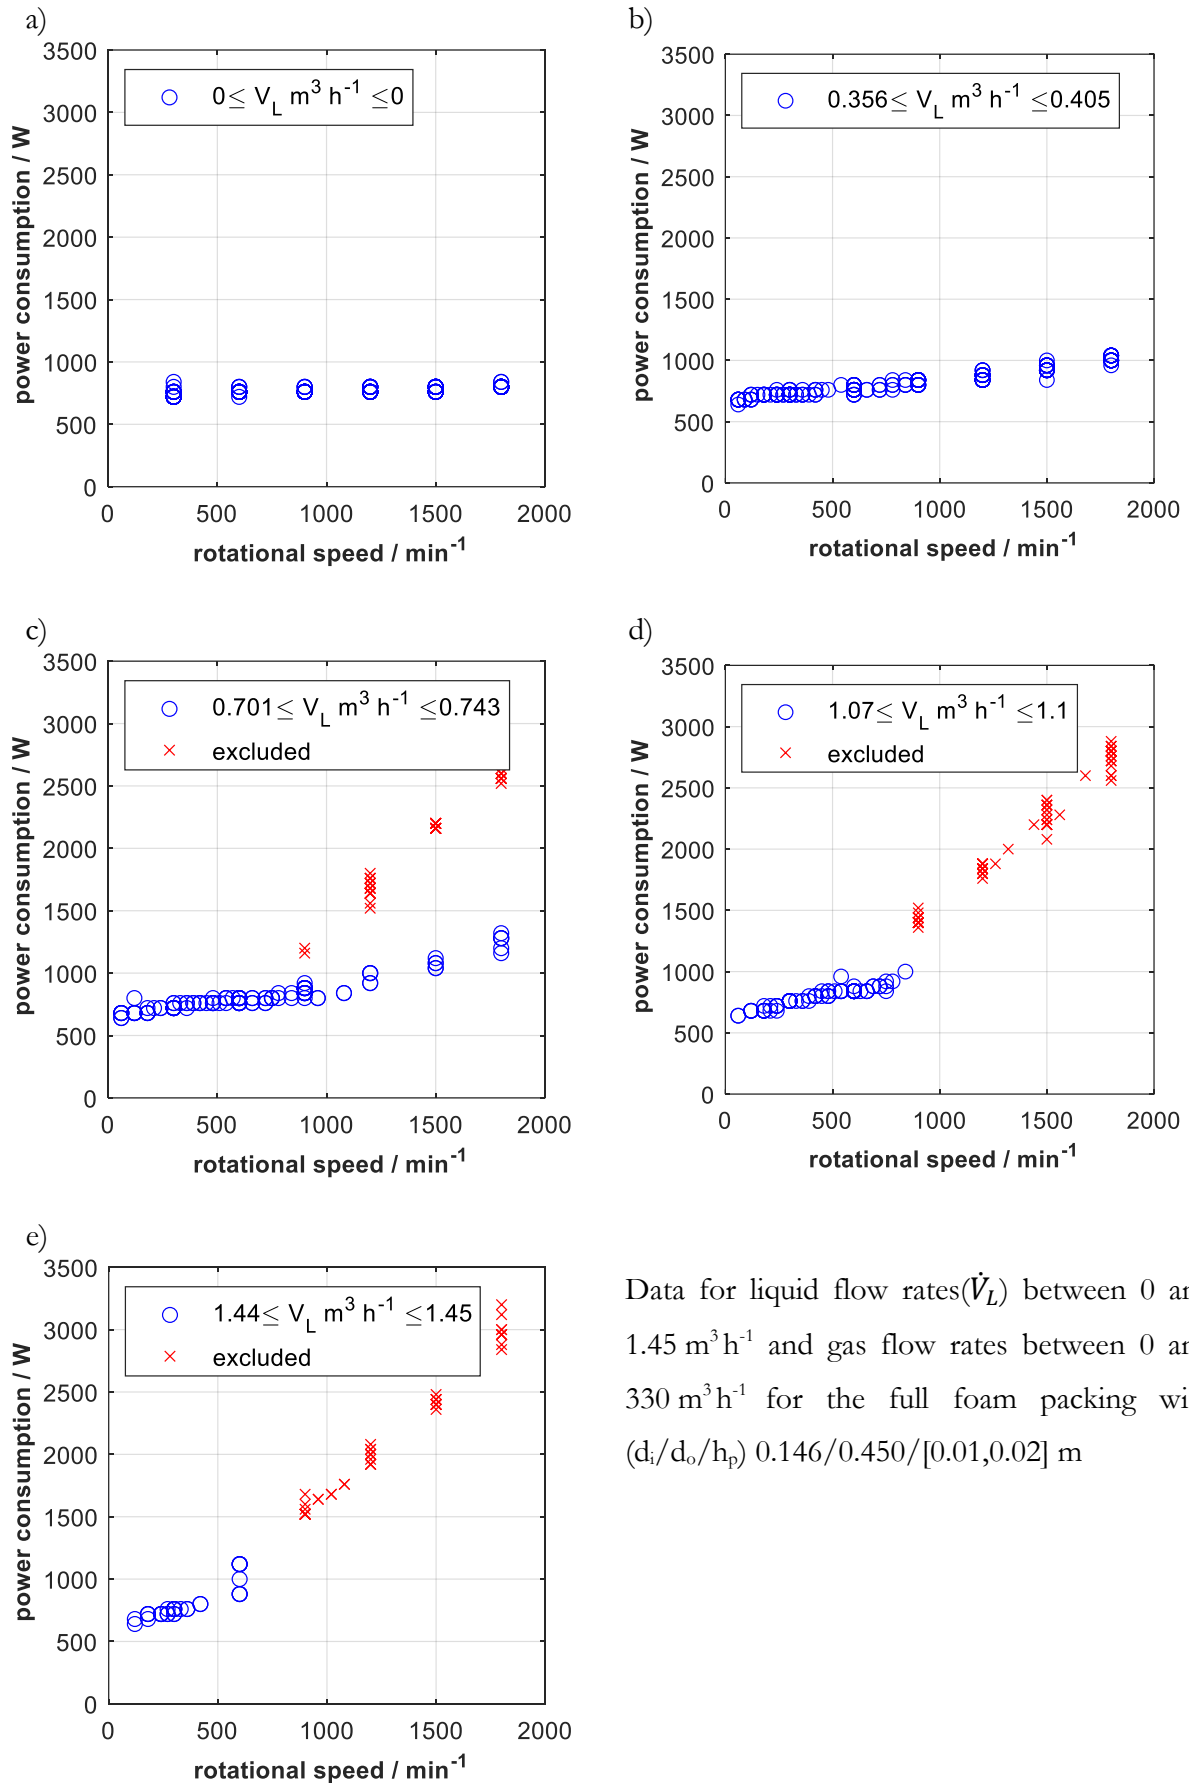 a)
3500
3000
2500
2000
1500
1000
500
0
power consumption / W
0≤ V_L m³ h⁻¹ ≤0
0 500 1000 1500 2000
rotational speed / min⁻¹
b)
3500
3000
2500
2000
1500
1000
500
0
power consumption / W
0.356≤ V_L m³ h⁻¹ ≤0.405
0 500 1000 1500 2000
rotational speed / min⁻¹
c)
3500
3000
2500
2000
1500
1000
500
0
power consumption / W
0.701≤ V_L m³ h⁻¹ ≤0.743
excluded
0 500 1000 1500 2000
rotational speed / min⁻¹
d)
3500
3000
2500
2000
1500
1000
500
0
power consumption / W
1.07≤ V_L m³ h⁻¹ ≤1.1
excluded
0 500 1000 1500 2000
rotational speed / min⁻¹
e)
3500
3000
2500
2000
1500
1000
500
0
power consumption / W
1.44≤ V_L m³ h⁻¹ ≤1.45
excluded
0 500 1000 1500 2000
rotational speed / min⁻¹
Data for liquid flow rates(V̇_L) between 0 an
1.45 m³ h⁻¹ and gas flow rates between 0 an
330 m³ h⁻¹ for the full foam packing wi
(dᵢ/dₒ/hₚ) 0.146/0.450/[0.01,0.02] m